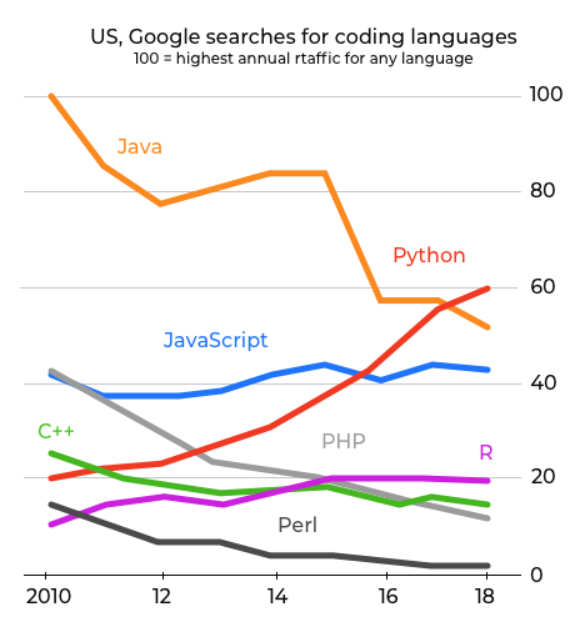 US, Google searches for coding languages
100 = highest annual rtaffic for any language
100
Java
80
Python
60
JavaScript
40
C++
PHP
R
20
Perl
0
2010 12 14 16 18